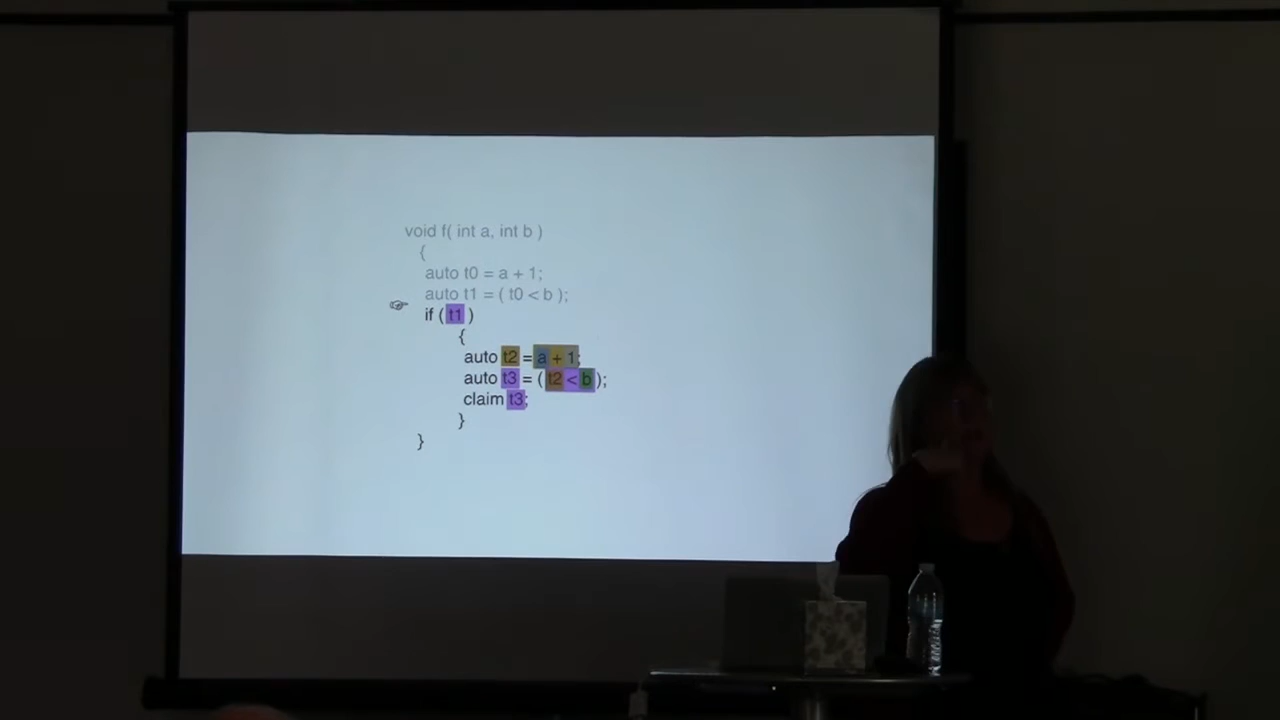 void f( int a, int b )
{
auto t0 = a + 1;
auto t1 = ( t0 < b );
if ( t1 )
{
auto t2 = a + 1;
auto t3 = ( t2 < b );
claim t3;
}
}